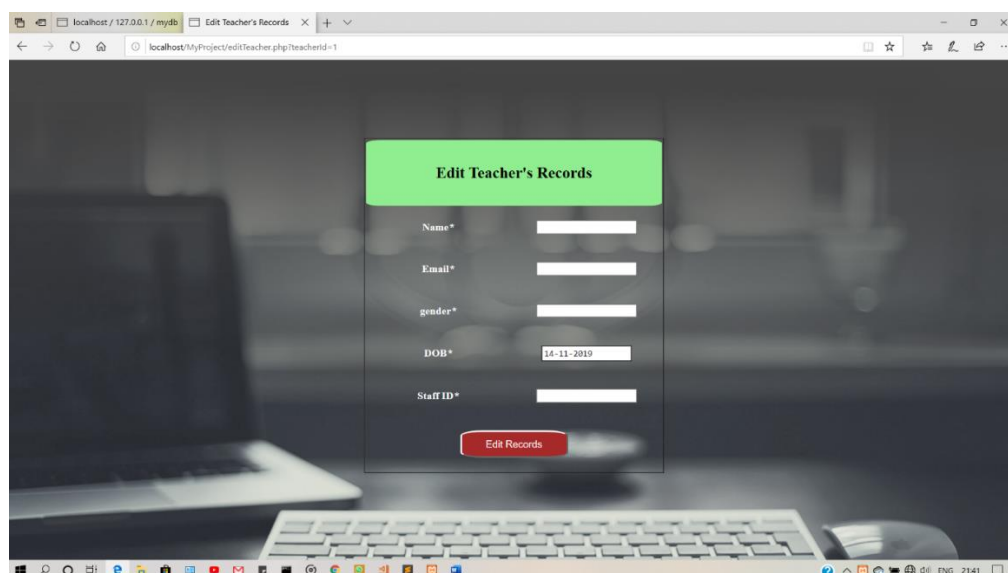 localhost / 127.0.0.1 / mydb
Edit Teacher's Records
localhost/MyProject/editTeacher.php?teacherId=1
Edit Teacher's Records
Name*
Email*
gender*
DOB*
14-11-2019
Staff ID*
Edit Records
ENG 21:41